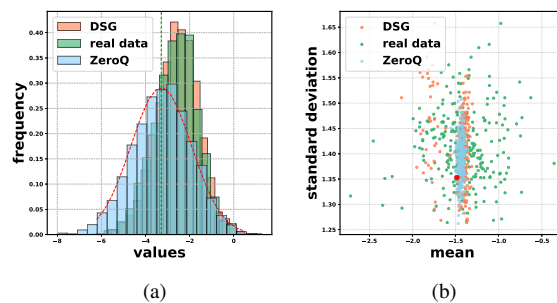 DSG
real data
ZeroQ
frequency
0.40
0.35
0.30
0.25
0.20
0.15
0.10
0.05
0.00
−8 −6 −4 −2 0
values
(a)
DSG
real data
ZeroQ
standard deviation
1.65
1.60
1.55
1.50
1.45
1.40
1.35
1.30
1.25
−2.5 −2.0 −1.5 −1.0 −0.5
mean
(b)